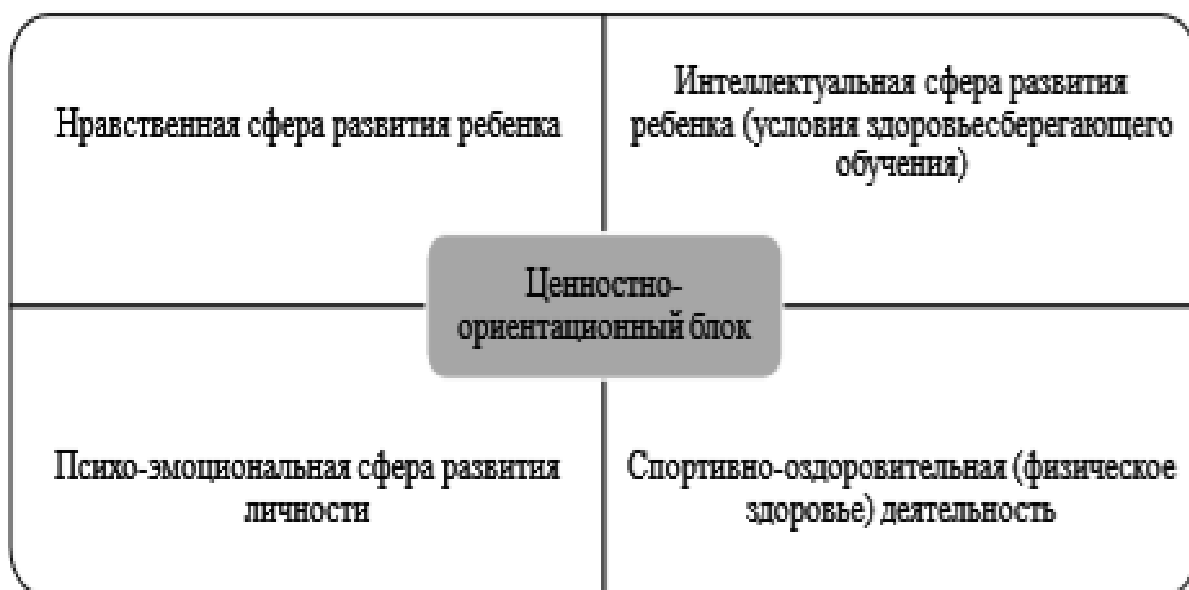 Нравственная сфера развития ребенка
Интеллектуальная сфера развития
ребенка (условия здоровьесберегающего
обучения)
Ценностно-
ориентационный блок
Психо-эмоциональная сфера развития
личности
Спортивно-оздоровительная (физическое
здоровье) деятельность